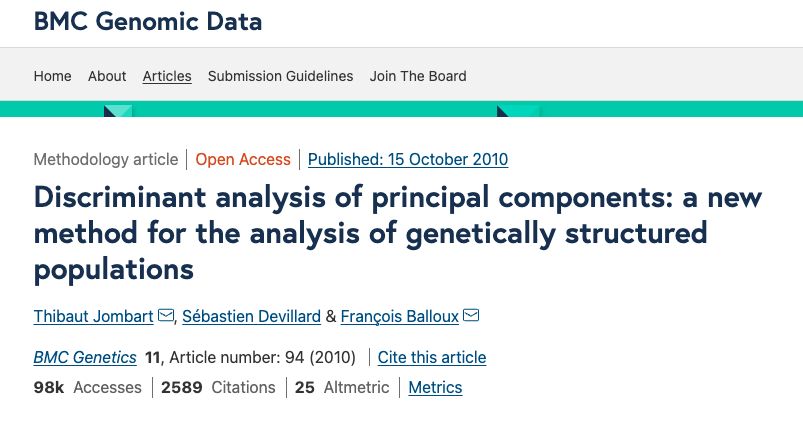 BMC Genomic Data
Home About Articles Submission Guidelines Join The Board
Methodology article Open Access Published: 15 October 2010
Discriminant analysis of principal components: a new
method for the analysis of genetically structured
populations
Thibaut Jombart, Sébastien Devillard & François Balloux
BMC Genetics 11, Article number: 94 (2010) Cite this article
98k Accesses 2589 Citations 25 Altmetric Metrics